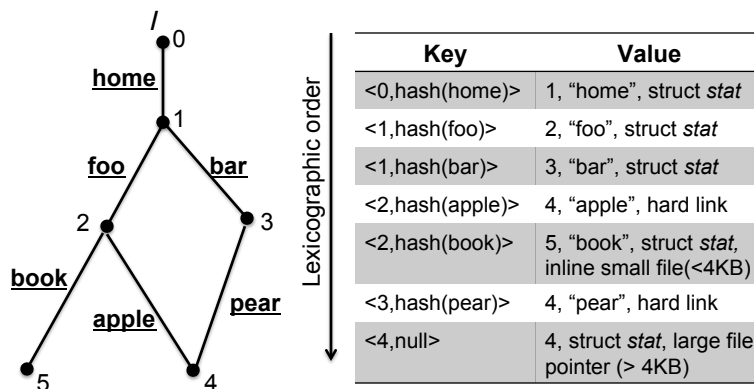 /
0
home
1
foo
bar
2
3
book
apple
pear
5
4
Lexicographic order
Key Value
<0,hash(home)> 1, “home”, struct stat
<1,hash(foo)> 2, “foo”, struct stat
<1,hash(bar)> 3, “bar”, struct stat
<2,hash(apple)> 4, “apple”, hard link
<2,hash(book)> 5, “book”, struct stat,
inline small file(<4KB)
<3,hash(pear)> 4, “pear”, hard link
<4,null> 4, struct stat, large file
pointer (> 4KB)